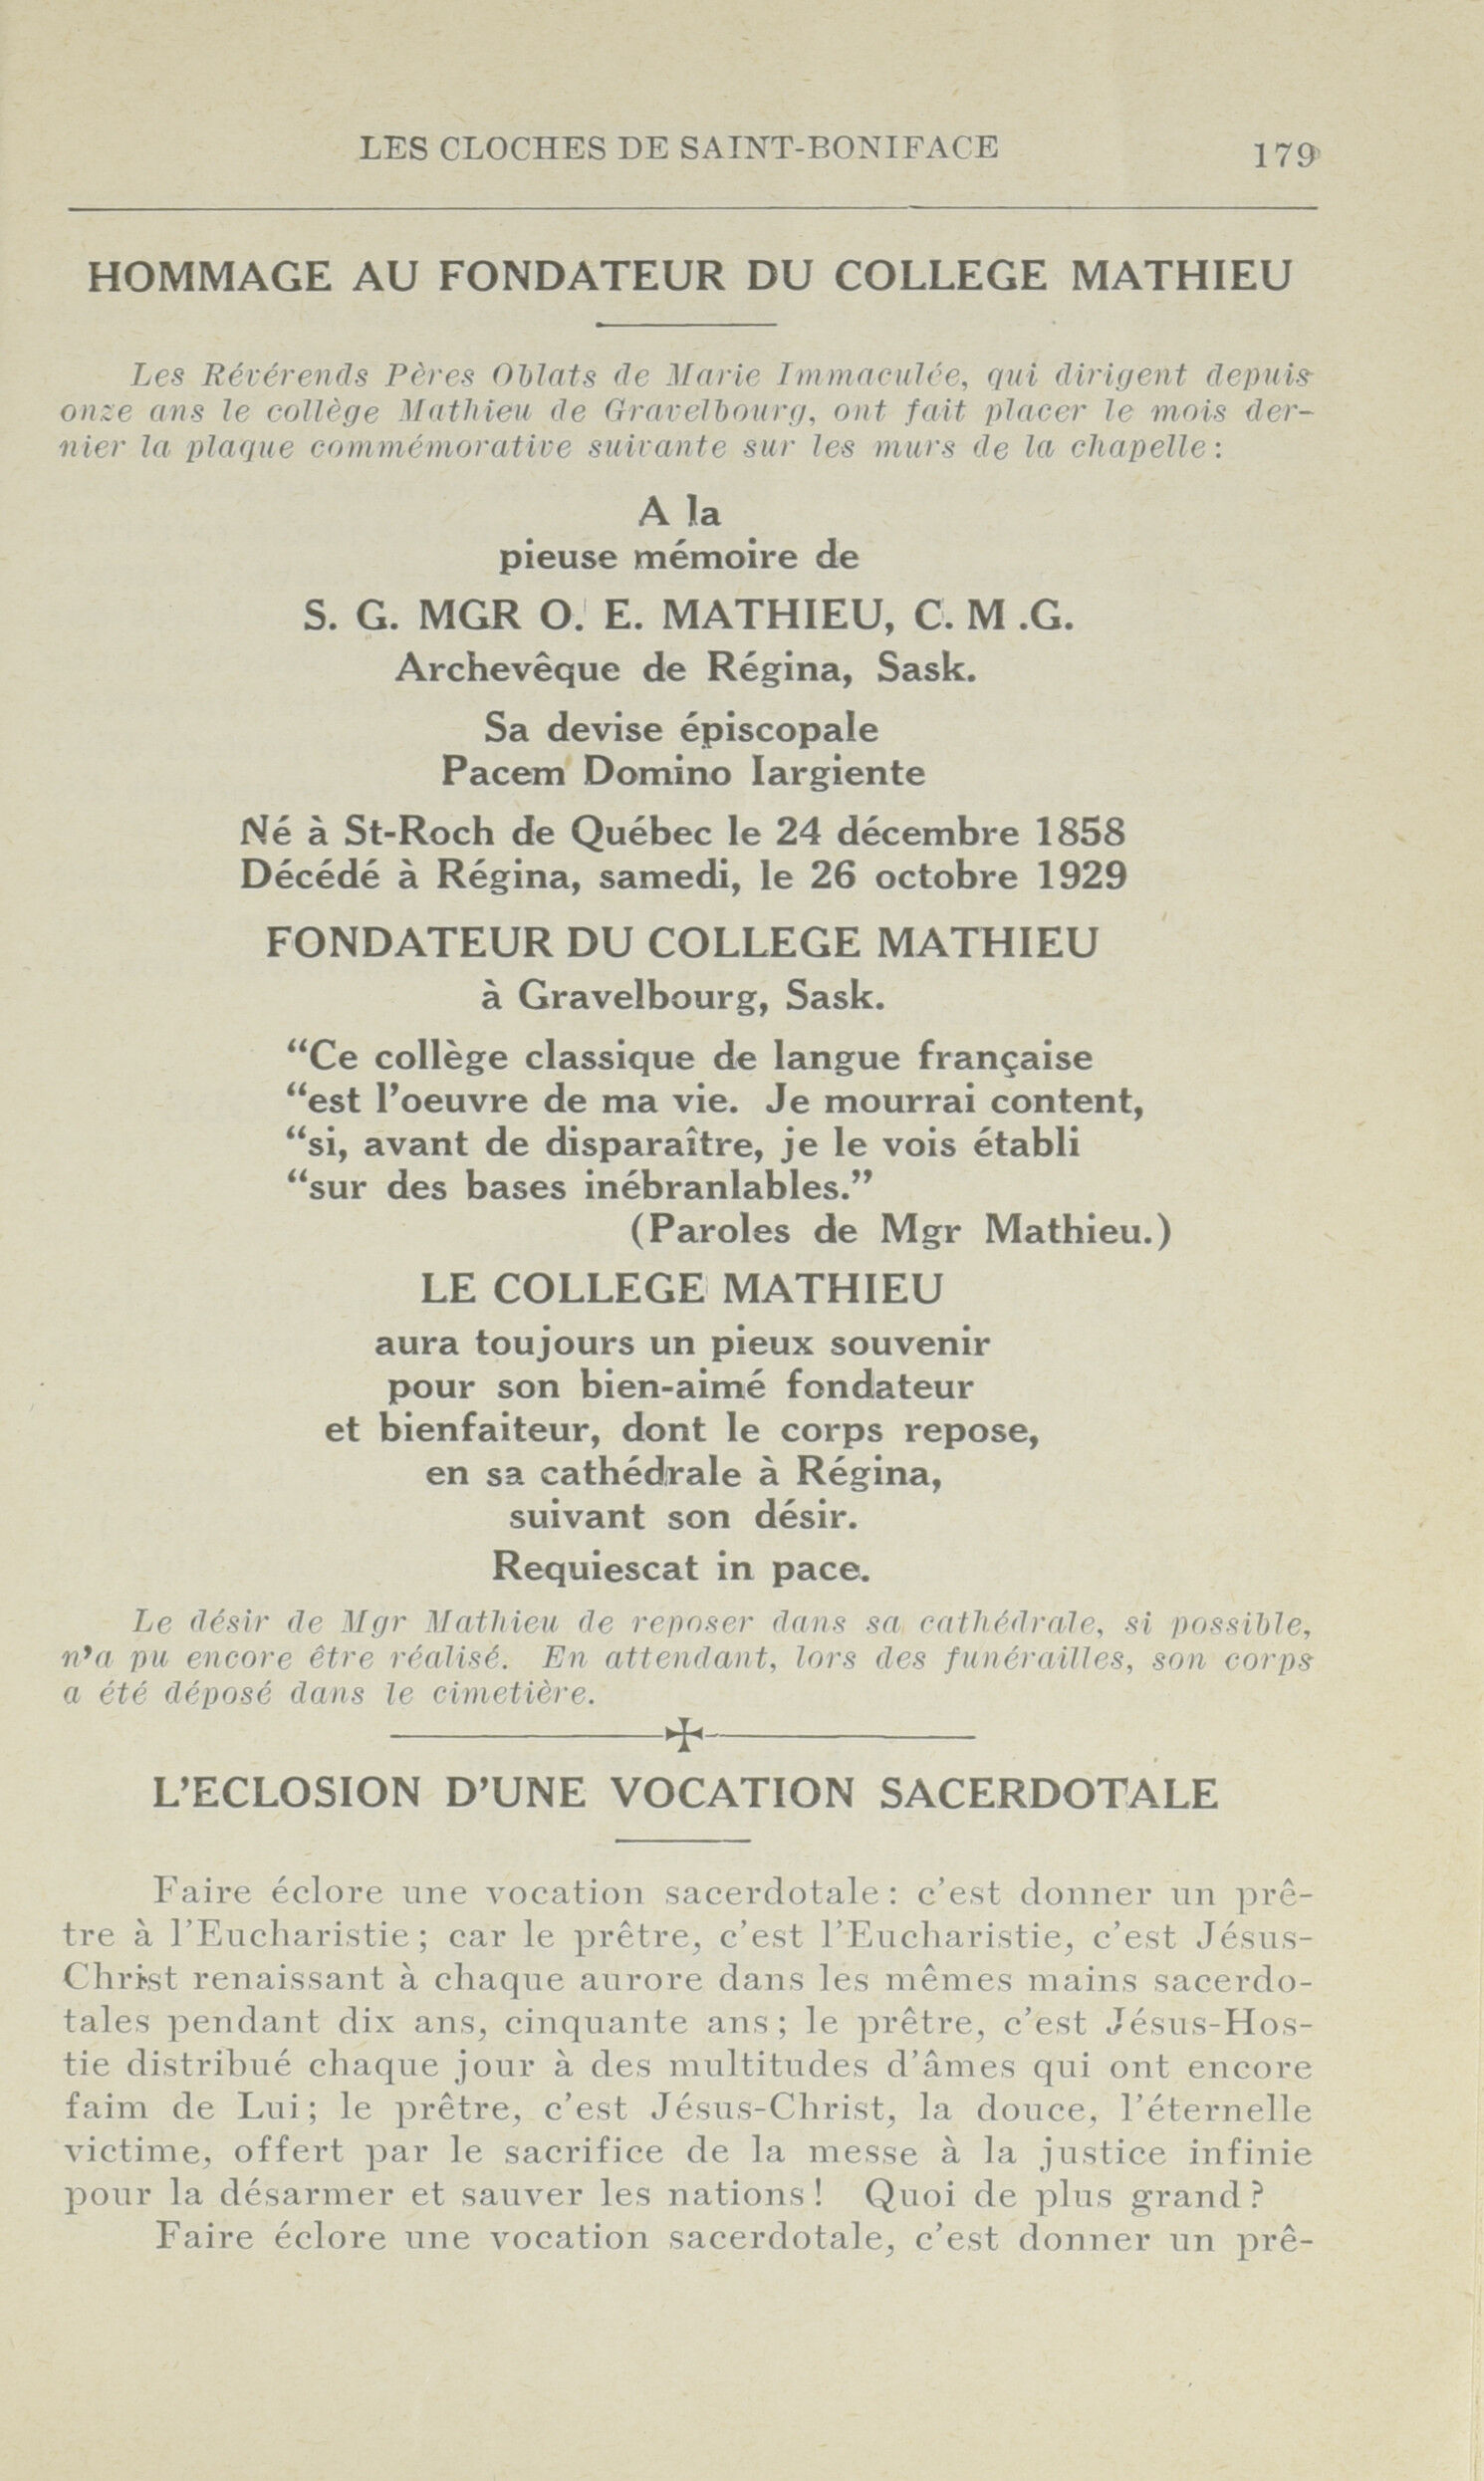 LES CLOCHES DE SAINT-BONIFACE 179
HOMMAGE AU FONDATEUR DU COLLEGE MATHIEU
Les Révérends Pères Oblats de Marie Immaculée, qui dirigent depuis
onze ans le collège Mathieu de Gravelbourg, ont fait placer le mois der-
nier la plaque commémorative suivante sur les murs de la chapelle:
A la
pieuse mémoire de
S. G. MGR O. E. MATHIEU, C. M .G.
Archevêque de Régina, Sask.
Sa devise épiscopale
Pacem Domino largiente
Né à St-Roch de Québec le 24 décembre 1858
Décédé à Régina, samedi, le 26 octobre 1929
FONDATEUR DU COLLEGE MATHIEU
à Gravelbourg, Sask.
“Ce collège classique de langue française
“est l’oeuvre de ma vie. Je mourrai content,
“si, avant de disparaître, je le vois établi
“sur des bases inébranlables.”
(Paroles de Mgr Mathieu.)
LE COLLEGE MATHIEU
aura toujours un pieux souvenir
pour son bien-aimé fondateur
et bienfaiteur, dont le corps repose,
en sa cathédrale à Régina,
suivant son désir.
Requiescat in pace.
Le désir de Mgr Mathieu de reposer dans sa cathédrale, si possible,
n’a pu encore être réalisé. En attendant, lors des funérailles, son corps
a été déposé dans le cimetière.
L’ECLOSION D’UNE VOCATION SACERDOTALE
Faire éclore une vocation sacerdotale: c’est donner un prê-
tre à l’Eucharistie; car le prêtre, c’est l’Eucharistie, c’est Jésus-
Christ renaissant à chaque aurore dans les mêmes mains sacerdo-
tales pendant dix ans, cinquante ans; le prêtre, c’est Jésus-Hos-
tie distribué chaque jour à des multitudes d’âmes qui ont encore
faim de Lui; le prêtre, c’est Jésus-Christ, la douce, l’éternelle
victime, offert par le sacrifice de la messe à la justice infinie
pour la désarmer et sauver les nations! Quoi de plus grand?
Faire éclore une vocation sacerdotale, c’est donner un prê-